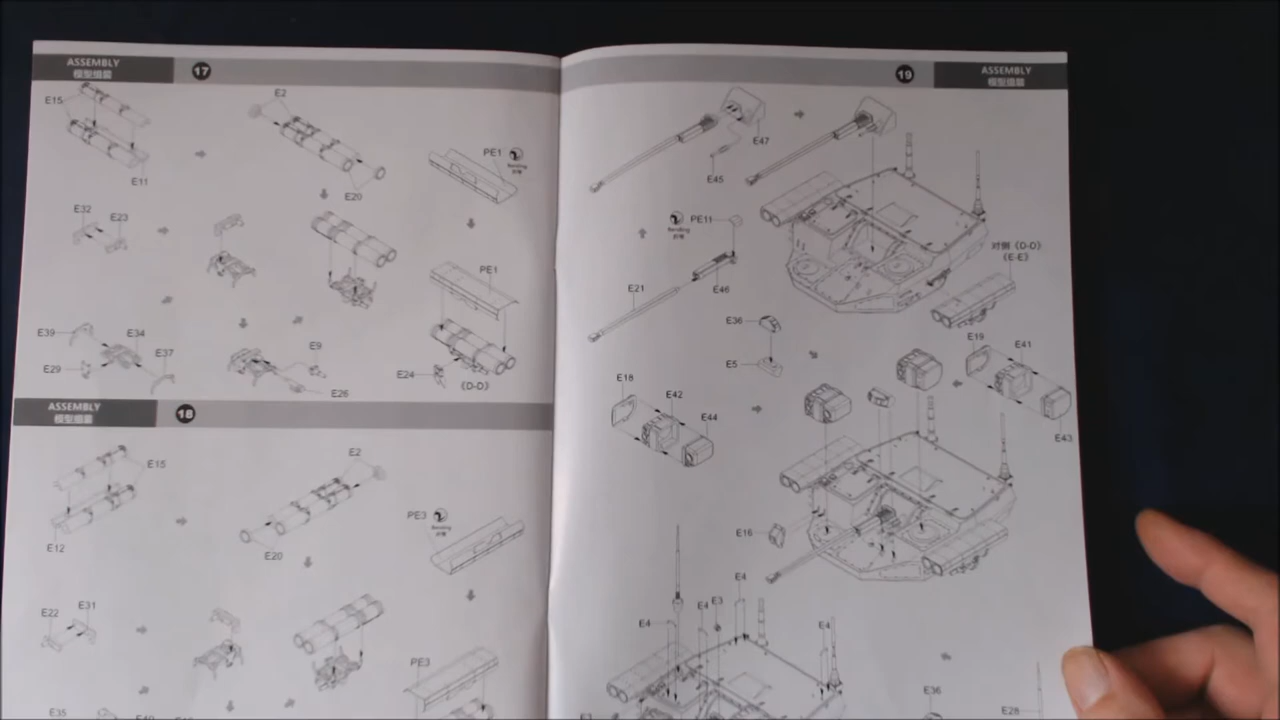 ASSEMBLY
模型组装
17
E15
E11
E2
E20
PE1
Bending
折弯
E32
E23
PE1
E39
E34
E37
E29
E9
E26
E24
《D-D》
ASSEMBLY
模型组装
18
E15
E12
E2
E20
PE3
Bending
折弯
E22
E31
PE3
E35
19
ASSEMBLY
模型组装
E47
E45
PE11
Bending
折弯
E21
E46
对侧《D-D》
《E-E》
E36
E5
E19
E41
E43
E18
E42
E44
E16
E4
E4
E3
E4
E4
E36
E28